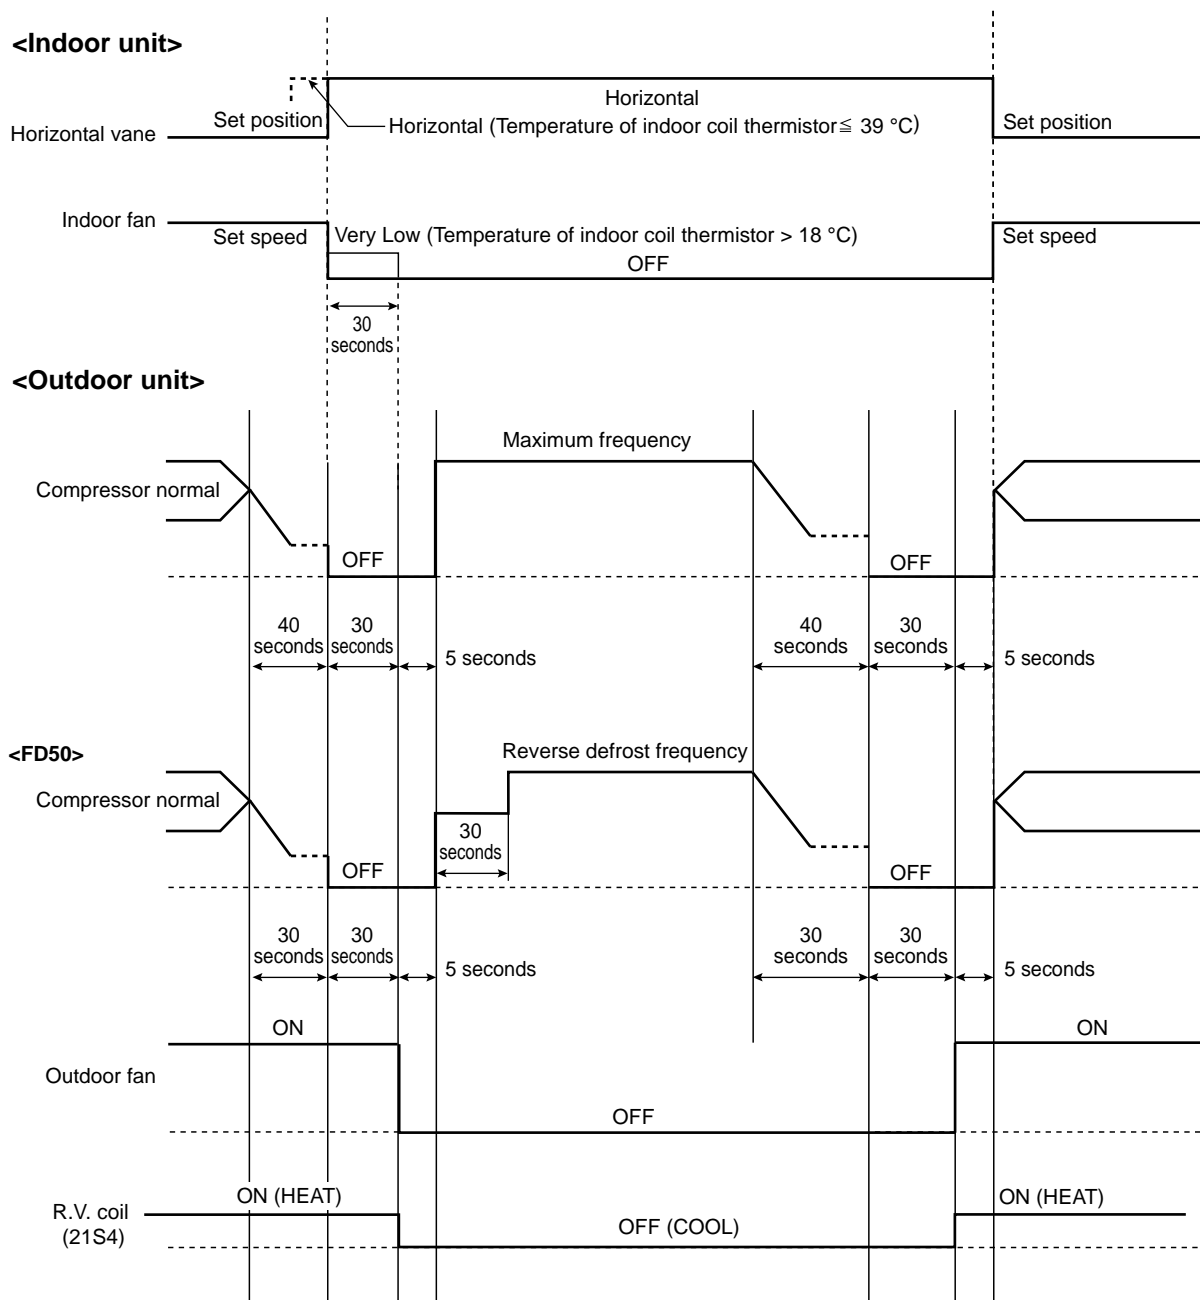 <Indoor unit>
Horizontal
Set position
Horizontal (Temperature of indoor coil thermistor≦ 39 °C)
Set position
Horizontal vane
Indoor fan
Set speed
Very Low (Temperature of indoor coil thermistor > 18 °C)
Set speed
OFF
30
seconds
<Outdoor unit>
Maximum frequency
Compressor normal
OFF
OFF
40
seconds
30
seconds
5 seconds
40
seconds
30
seconds
5 seconds
<FD50>
Reverse defrost frequency
Compressor normal
30
seconds
OFF
OFF
30
seconds
30
seconds
5 seconds
30
seconds
30
seconds
5 seconds
ON
ON
Outdoor fan
OFF
ON (HEAT)
ON (HEAT)
R.V. coil
(21S4)
OFF (COOL)